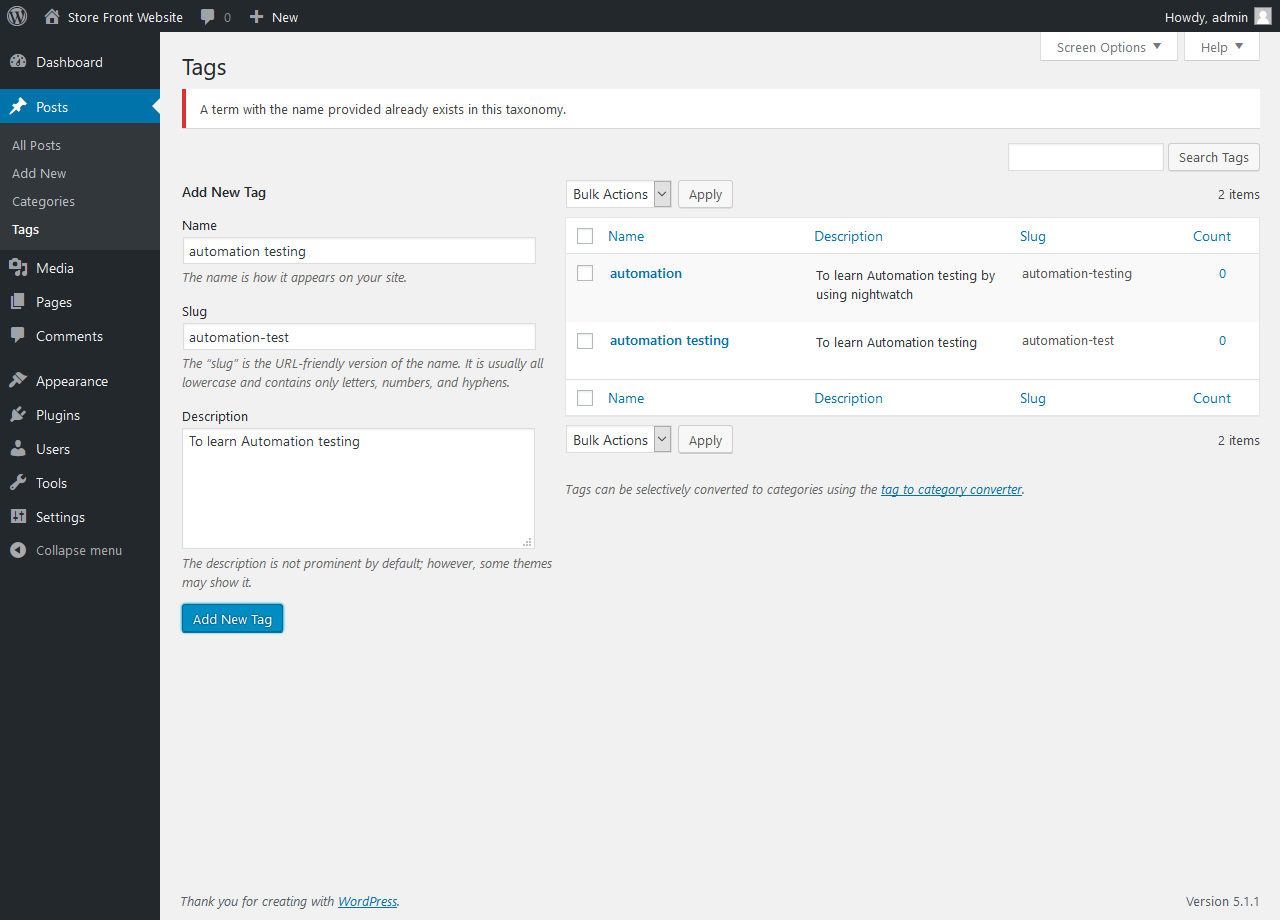 Store Front Website 0 New Howdy, admin
Screen Options Help
Dashboard
Posts
All Posts
Add New
Categories
Tags
Media
Pages
Comments
Appearance
Plugins
Users
Tools
Settings
Collapse menu
Tags
A term with the name provided already exists in this taxonomy.
Search Tags
Add New Tag
Name
automation testing
The name is how it appears on your site.
Slug
automation-test
The “slug” is the URL-friendly version of the name. It is usually all
lowercase and contains only letters, numbers, and hyphens.
Description
To learn Automation testing
The description is not prominent by default; however, some themes
may show it.
Add New Tag
Bulk Actions Apply 2 items
Name Description Slug Count
automation To learn Automation testing by automation-testing 0
using nightwatch
automation testing To learn Automation testing automation-test 0
Name Description Slug Count
Bulk Actions Apply 2 items
Tags can be selectively converted to categories using the tag to category converter.
Thank you for creating with WordPress. Version 5.1.1